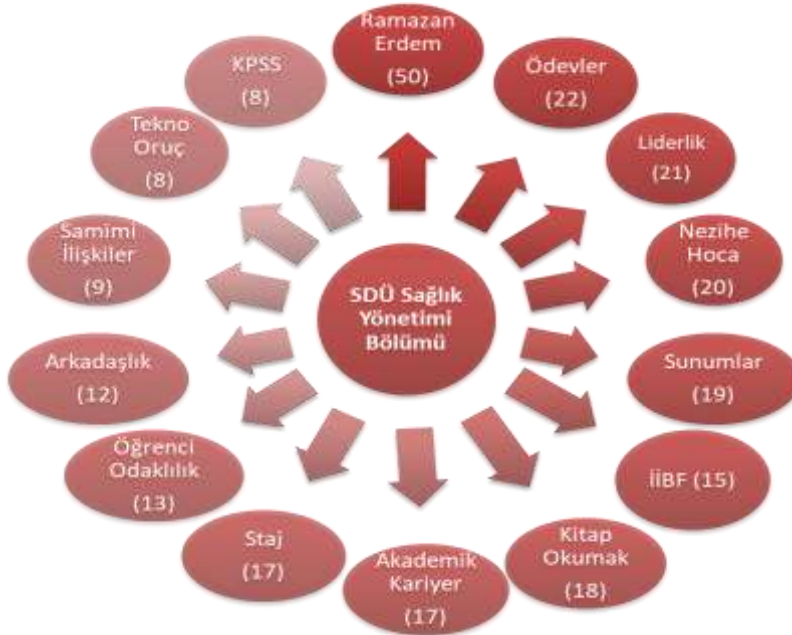 Ramazan
Erdem
(50)
Ödevler
(22)
Liderlik
(21)
Nezihe
Hoca
(20)
Sunumlar
(19)
İİBF (15)
Kitap
Okumak
(18)
Akademik
Kariyer
(17)
Staj
(17)
Öğrenci
Odaklılık
(13)
Arkadaşlık
(12)
Samimi
İlişkiler
(9)
Tekno
Oruç
(8)
KPSS
(8)
SDÜ Sağlık
Yönetimi
Bölümü